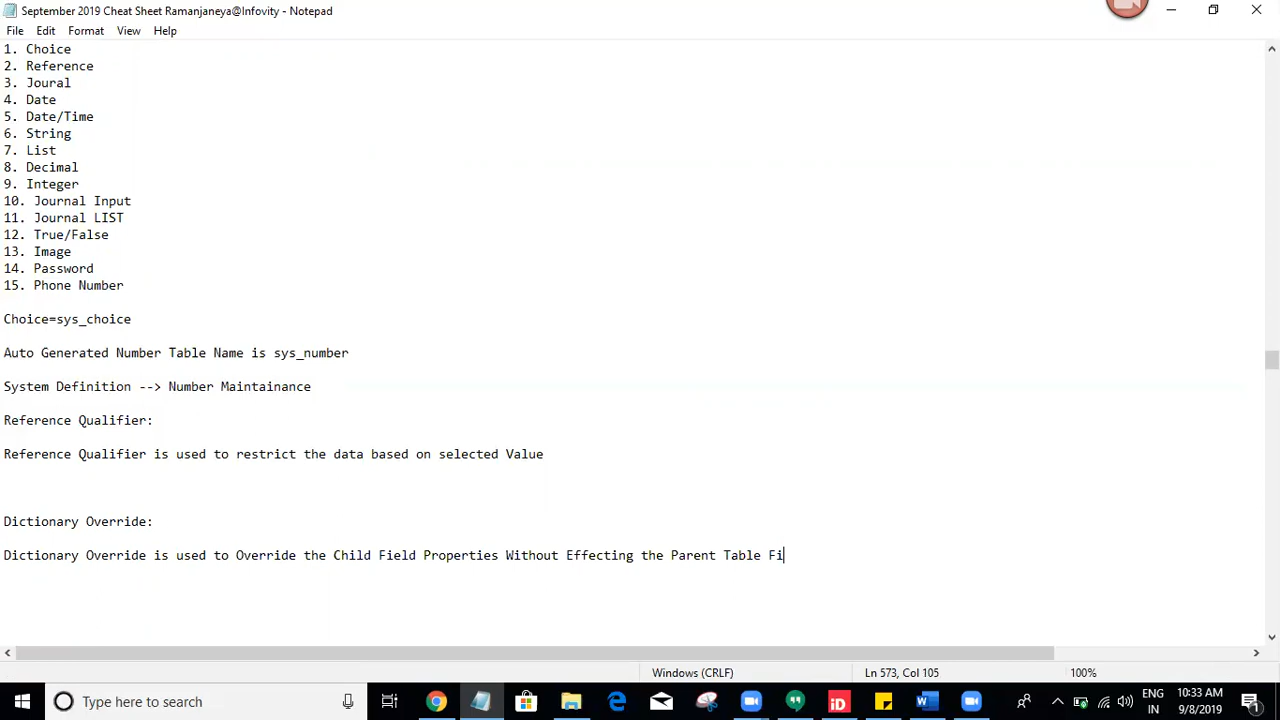 September 2019 Cheat Sheet Ramanjaneya@Infovity - Notepad
File Edit Format View Help
1. Choice
2. Reference
3. Joural
4. Date
5. Date/Time
6. String
7. List
8. Decimal
9. Integer
10. Journal Input
11. Journal LIST
12. True/False
13. Image
14. Password
15. Phone Number
Choice=sys_choice
Auto Generated Number Table Name is sys_number
System Definition --> Number Maintainance
Reference Qualifier:
Reference Qualifier is used to restrict the data based on selected Value
Dictionary Override:
Dictionary Override is used to Override the Child Field Properties Without Effecting the Parent Table Fi
Windows (CRLF) Ln 573, Col 105 100%
Type here to search
ENG
IN
10:33 AM
9/8/2019